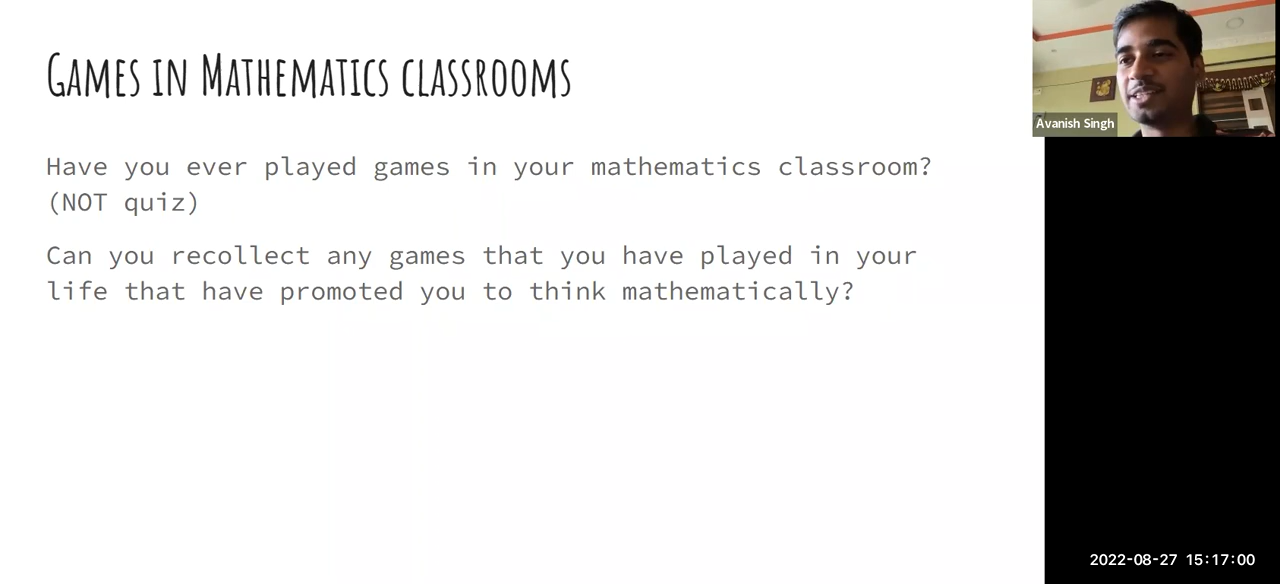 Games in Mathematics classrooms
Have you ever played games in your mathematics classroom?
(NOT quiz)
Can you recollect any games that you have played in your
life that have promoted you to think mathematically?
Avanish Singh
2022-08-27 15:17:00